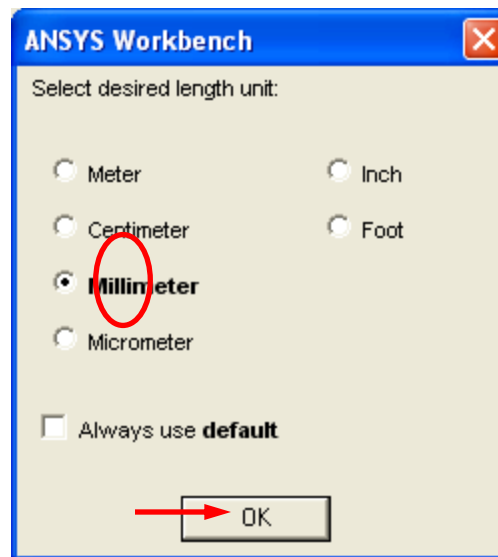 ANSYS Workbench
Select desired length unit:
Meter
Inch
Centimeter
Foot
Millimeter
Micrometer
Always use default
OK